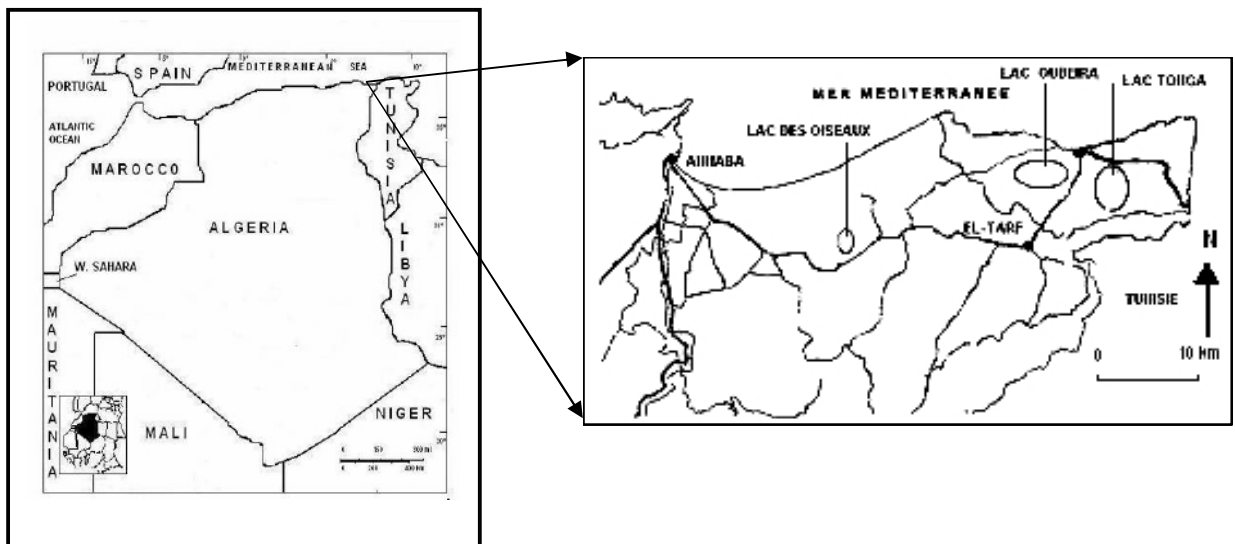 SPAIN
MEDITERRANEAN SEA
PORTUGAL
ATLANTIC
OCEAN
MAROCCO
TUNISIA
ALGERIA
LIBYA
W. SAHARA
MAURITANIA
MALI
NIGER
LAC OUBEIRA
LAC TONGA
MER MEDITERRANEE
LAC DES OISEAUX
ANNABA
EL-TARF
N
TUNISIE
0 10 km